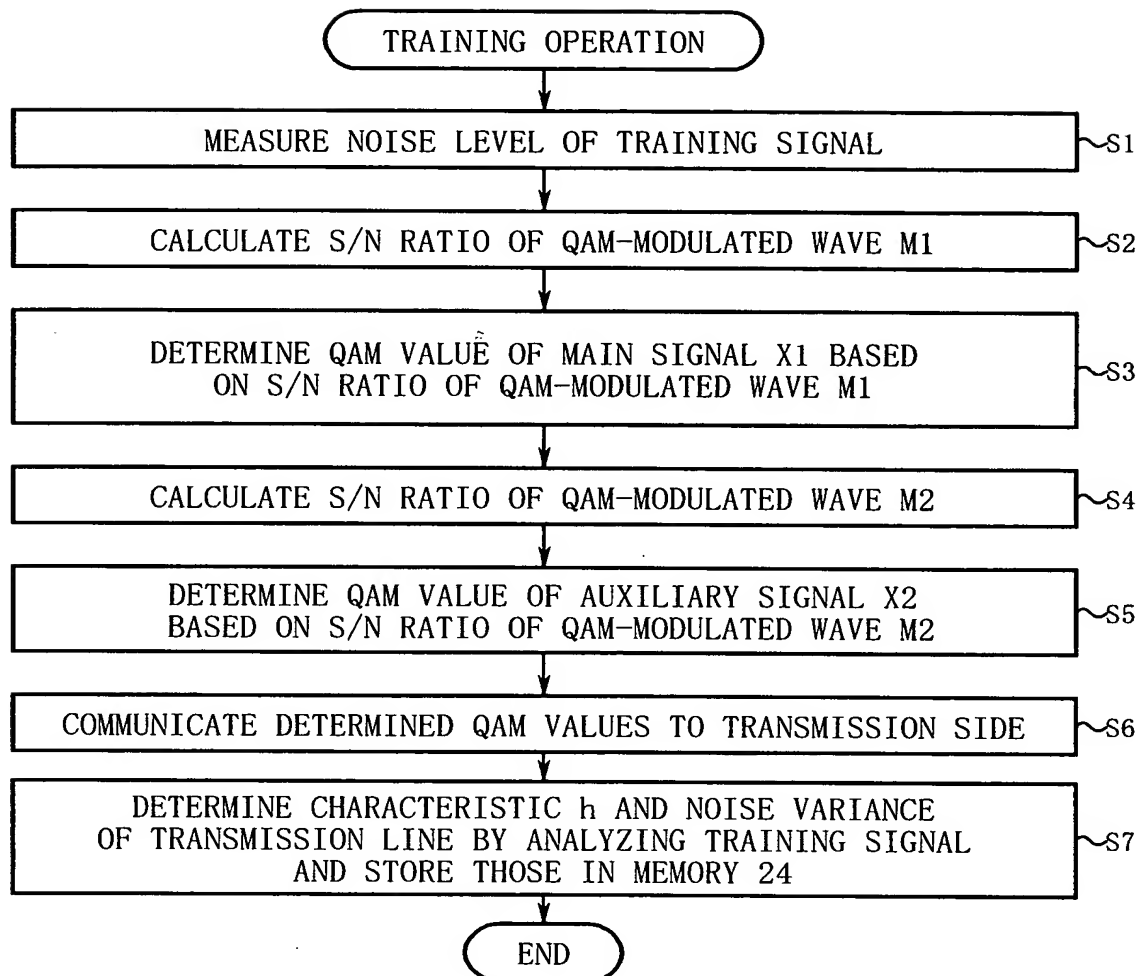 TRAINING OPERATION
MEASURE NOISE LEVEL OF TRAINING SIGNAL
S1
CALCULATE S/N RATIO OF QAM-MODULATED WAVE M1
S2
DETERMINE QAM VALUE OF MAIN SIGNAL X1 BASED
ON S/N RATIO OF QAM-MODULATED WAVE M1
S3
CALCULATE S/N RATIO OF QAM-MODULATED WAVE M2
S4
DETERMINE QAM VALUE OF AUXILIARY SIGNAL X2
BASED ON S/N RATIO OF QAM-MODULATED WAVE M2
S5
COMMUNICATE DETERMINED QAM VALUES TO TRANSMISSION SIDE
S6
DETERMINE CHARACTERISTIC h AND NOISE VARIANCE
OF TRANSMISSION LINE BY ANALYZING TRAINING SIGNAL
AND STORE THOSE IN MEMORY 24
S7
END